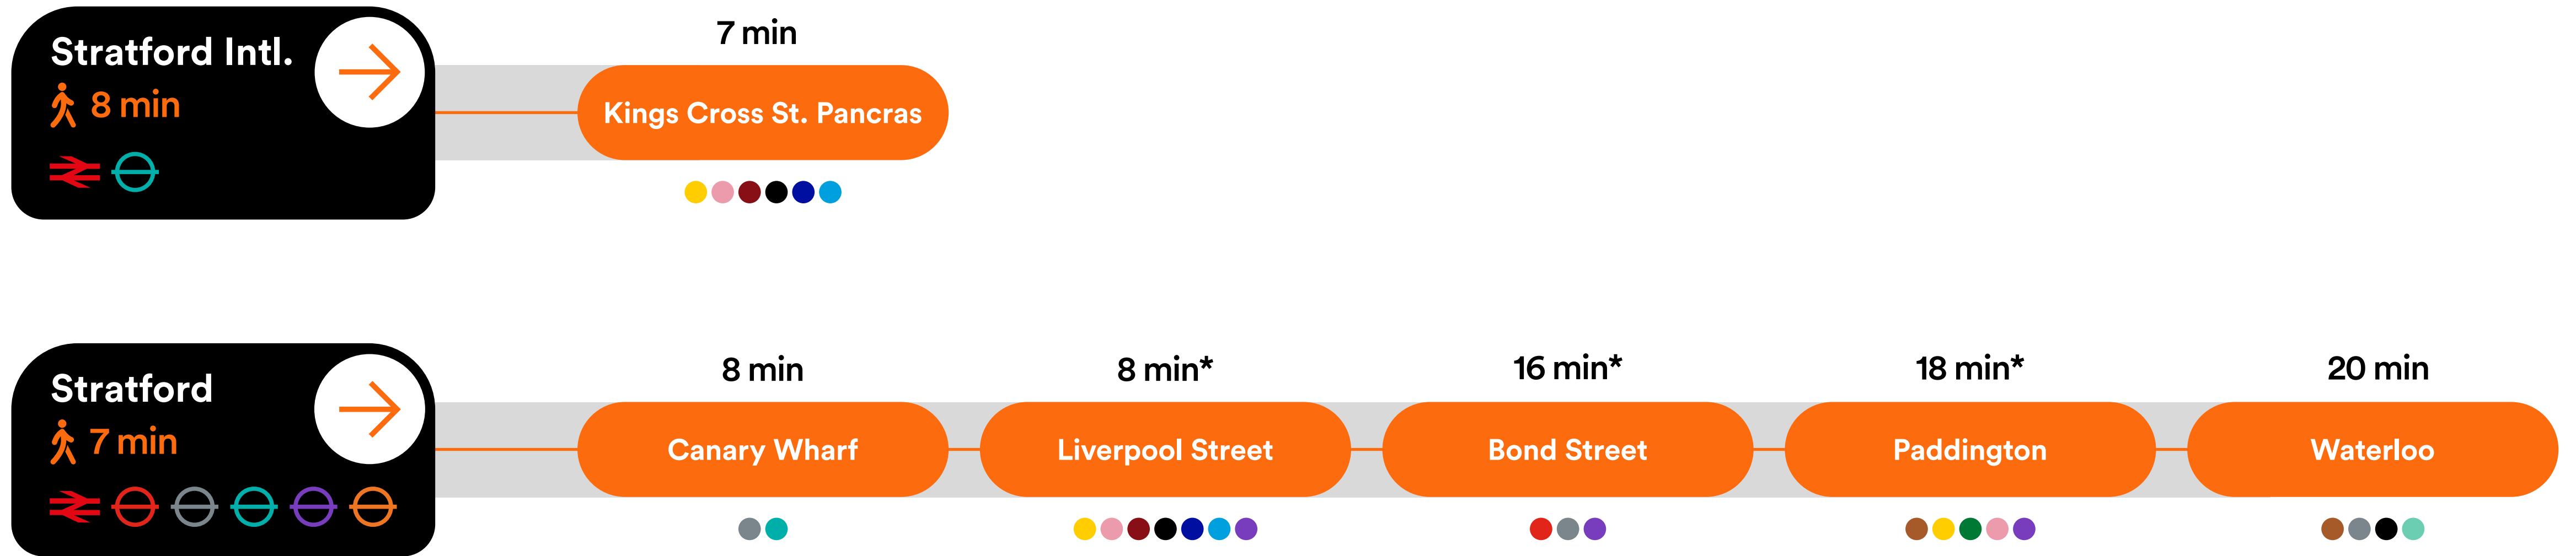 Stratford Intl.
8 min
7 min
Kings Cross St. Pancras
Stratford
7 min
8 min
Canary Wharf
8 min*
Liverpool Street
16 min*
Bond Street
18 min*
Paddington
20 min
Waterloo